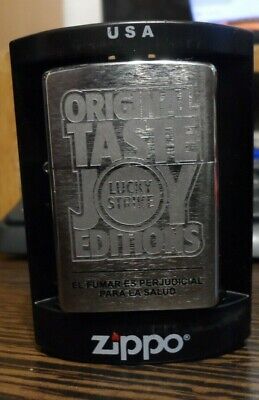 USA
ORIGINAL
TASTE
JOY
LUCKY
STRIKE
EDITIONS
EL FUMAR ES PERJUDICIAL
PARA LA SALUD
zippo®